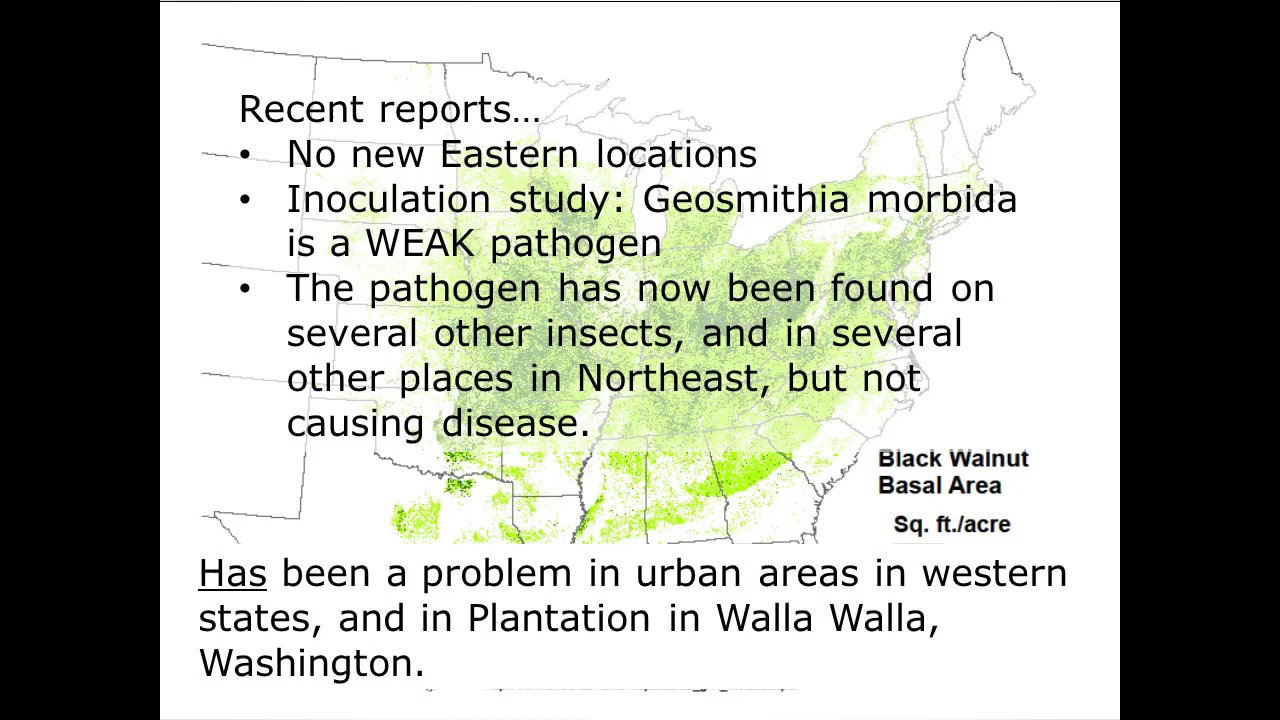 Recent reports…
• No new Eastern locations
• Inoculation study: Geosmithia morbida
is a WEAK pathogen
• The pathogen has now been found on
several other insects, and in several
other places in Northeast, but not
causing disease.
Black Walnut
Basal Area
Sq. ft./acre
Has been a problem in urban areas in western
states, and in Plantation in Walla Walla,
Washington.